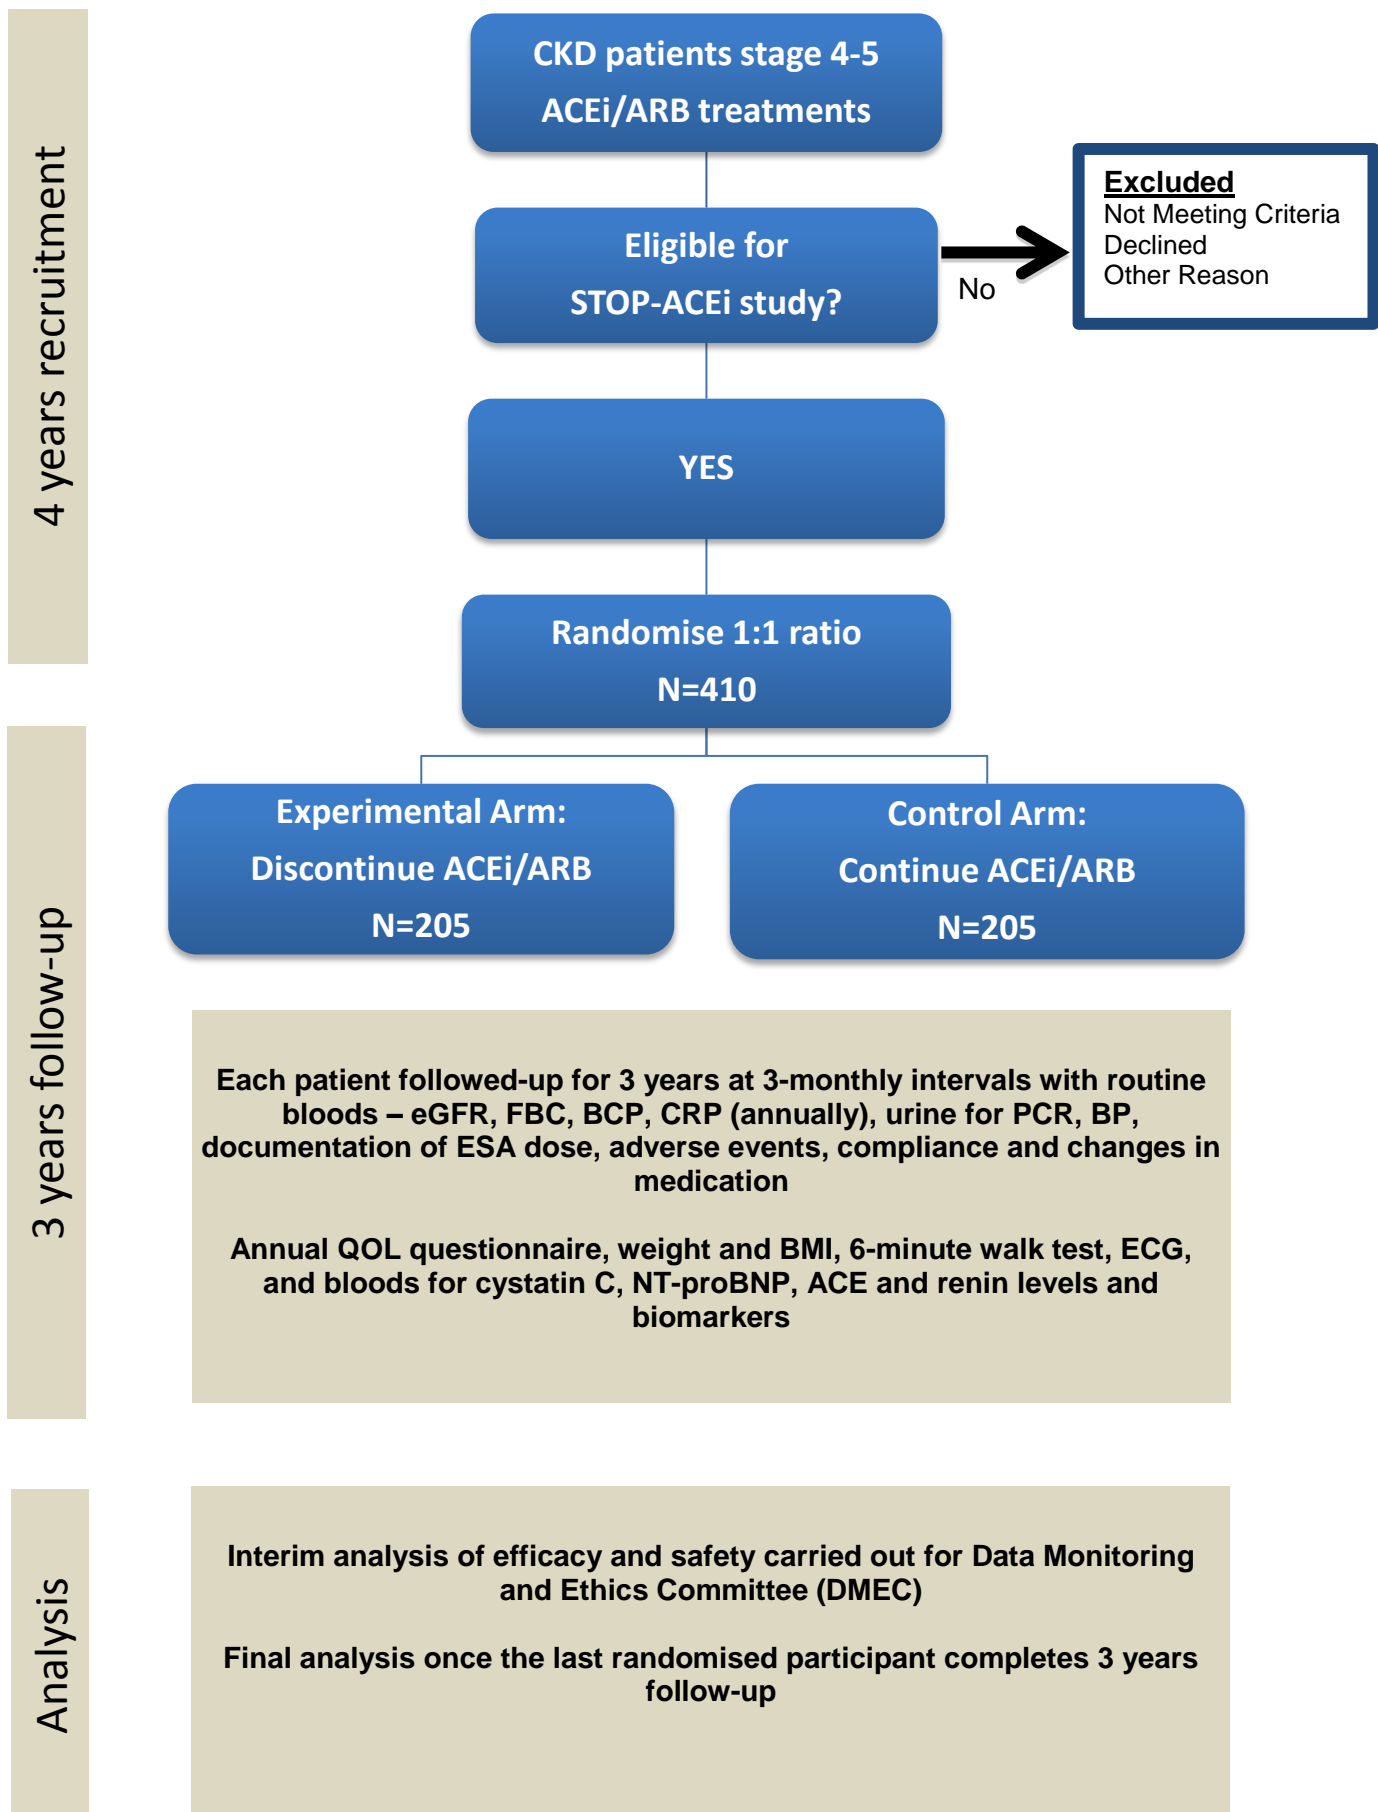 4 years recruitment
CKD patients stage 4-5
ACEi/ARB treatments
Eligible for
STOP-ACEi study?
No
Excluded
Not Meeting Criteria
Declined
Other Reason
YES
Randomise 1:1 ratio
N=410
3 years follow-up
Experimental Arm:
Discontinue ACEi/ARB
N=205
Control Arm:
Continue ACEi/ARB
N=205
Each patient followed-up for 3 years at 3-monthly intervals with routine
bloods – eGFR, FBC, BCP, CRP (annually), urine for PCR, BP,
documentation of ESA dose, adverse events, compliance and changes in
medication
Annual QOL questionnaire, weight and BMI, 6-minute walk test, ECG,
and bloods for cystatin C, NT-proBNP, ACE and renin levels and
biomarkers
Analysis
Interim analysis of efficacy and safety carried out for Data Monitoring
and Ethics Committee (DMEC)
Final analysis once the last randomised participant completes 3 years
follow-up